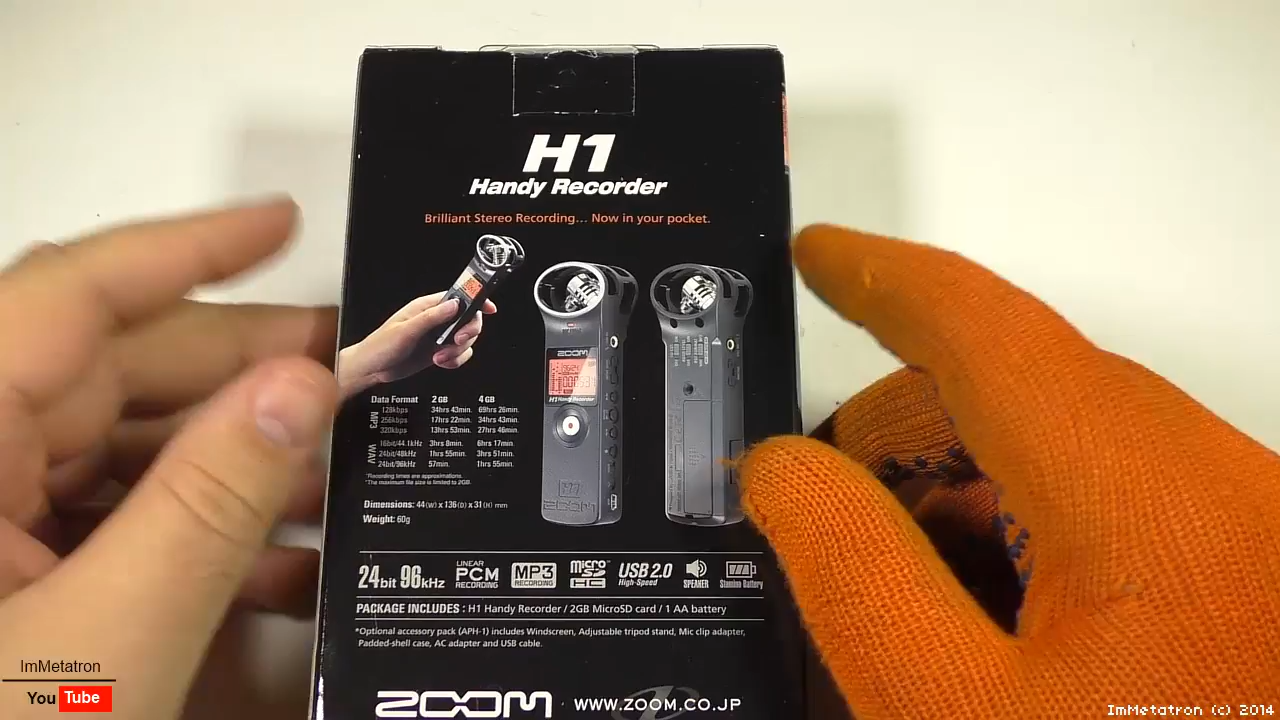 H1
Handy Recorder
Brilliant Stereo Recording... Now in your pocket.
ZOOM
H1 Handy Recorder
Data Format 2 GB 4 GB
MP3
128kbps 34hrs 43min. 69hrs 26min.
256kbps 17hrs 22min. 34hrs 43min.
320kbps 13hrs 53min. 27hrs 46min.
WAV
16bit/44.1kHz 3hrs 8min. 6hrs 17min.
24bit/48kHz 1hrs 55min. 3hrs 51min.
24bit/96kHz 57min. 1hrs 55min.
*Recording times are approximations.
*The maximum file size is limited to 2GB.
Dimensions: 44(W) x 136(D) x 31(H) mm
Weight: 60g
H1
ZOOM
24bit 96kHz LINEAR PCM RECORDING MP3 RECORDING micro SD HC USB 2.0 High-Speed SPEAKER Stamina Battery
PACKAGE INCLUDES : H1 Handy Recorder / 2GB MicroSD card / 1 AA battery
*Optional accessory pack (APH-1) includes Windscreen, Adjustable tripod stand, Mic clip adapter,
Padded-shell case, AC adapter and USB cable.
ZOOM WWW.ZOOM.CO.JP
ImMetatron
YouTube
ImMetatron (c) 2014